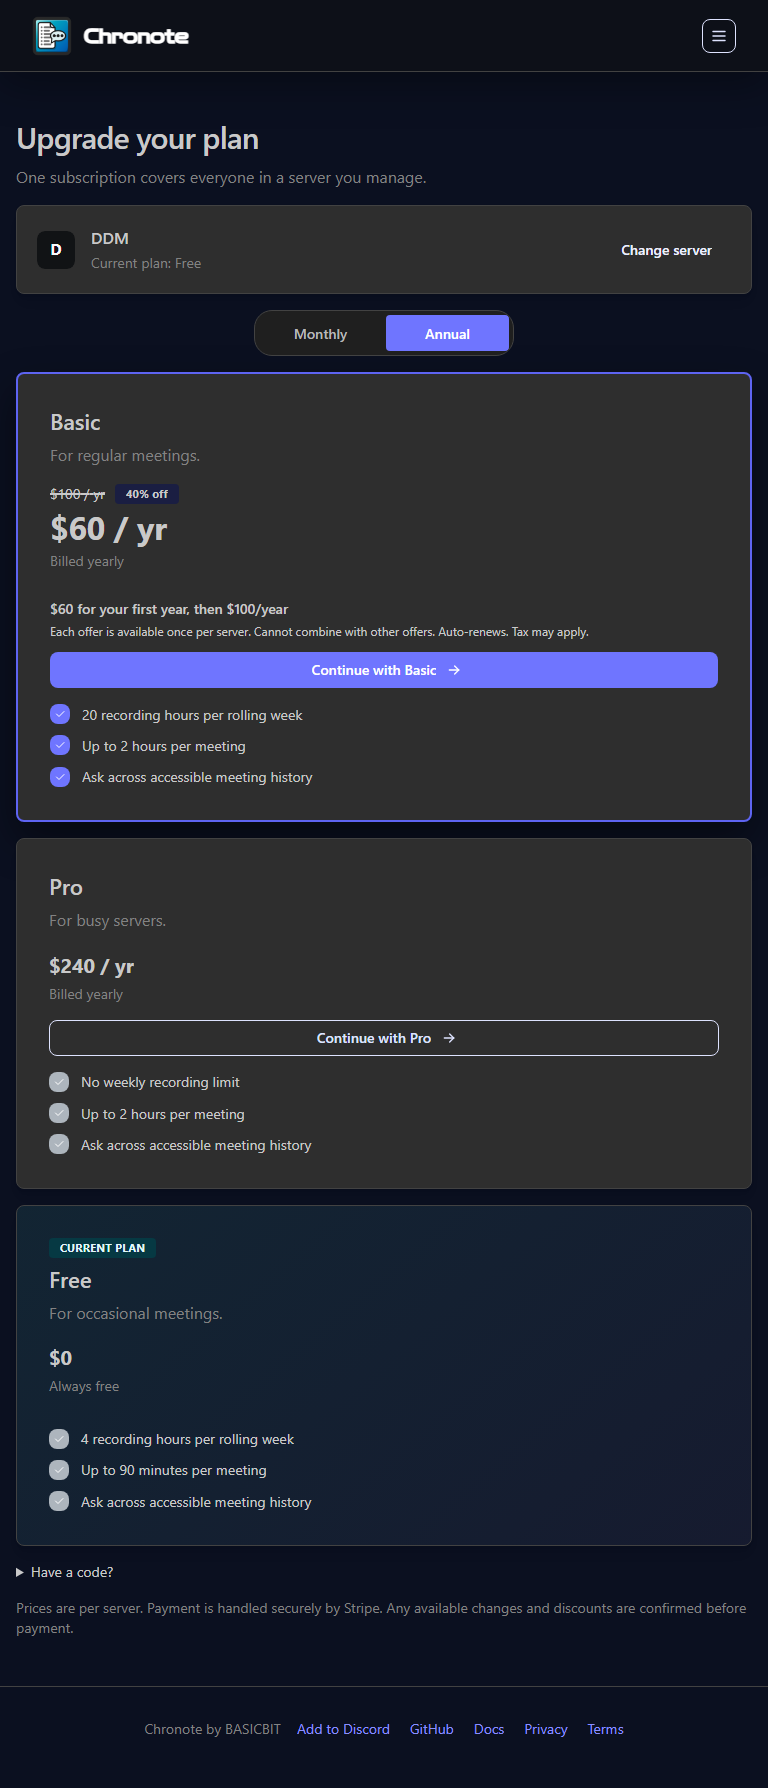 Chronote
Upgrade your plan
One subscription covers everyone in a server you manage.
D
DDM
Current plan: Free
Change server
Monthly
Annual
Basic
For regular meetings.
$100 / yr
40% off
$60 / yr
Billed yearly
$60 for your first year, then $100/year
Each offer is available once per server. Cannot combine with other offers. Auto-renews. Tax may apply.
Continue with Basic →
20 recording hours per rolling week
Up to 2 hours per meeting
Ask across accessible meeting history
Pro
For busy servers.
$240 / yr
Billed yearly
Continue with Pro →
No weekly recording limit
Up to 2 hours per meeting
Ask across accessible meeting history
CURRENT PLAN
Free
For occasional meetings.
$0
Always free
4 recording hours per rolling week
Up to 90 minutes per meeting
Ask across accessible meeting history
Have a code?
Prices are per server. Payment is handled securely by Stripe. Any available changes and discounts are confirmed before
payment.
Chronote by BASICBIT Add to Discord GitHub Docs Privacy Terms